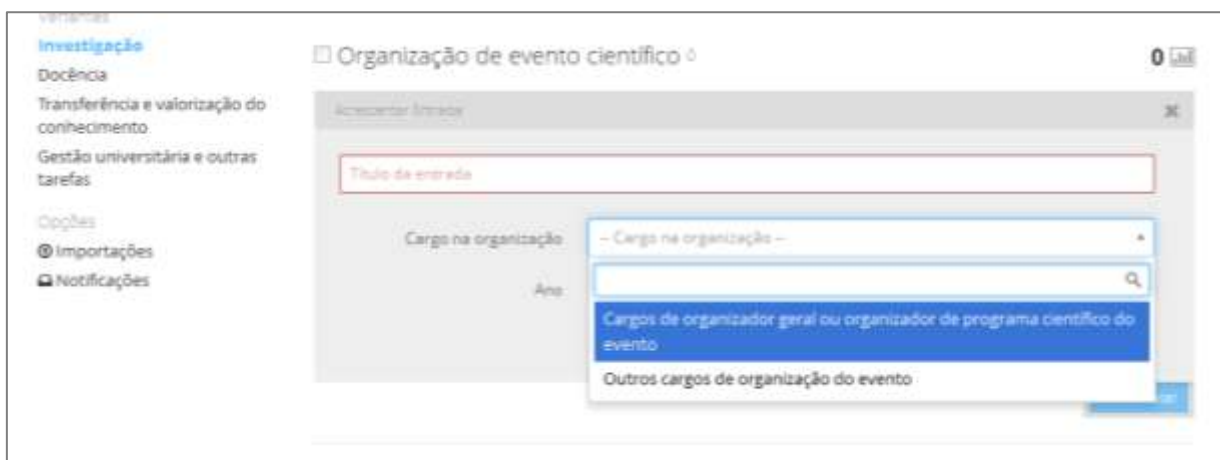 Vertentes
Investigação
Docência
Transferência e valorização do
conhecimento
Gestão universitária e outras
tarefas
Opções
Importações
Notificações
Organização de evento científico
0
Acrescentar Entrada
Título da entrada
Cargo na organização
-- Cargo na organização --
Ano
Cargos de organizador geral ou organizador de programa científico do
evento
Outros cargos de organização do evento